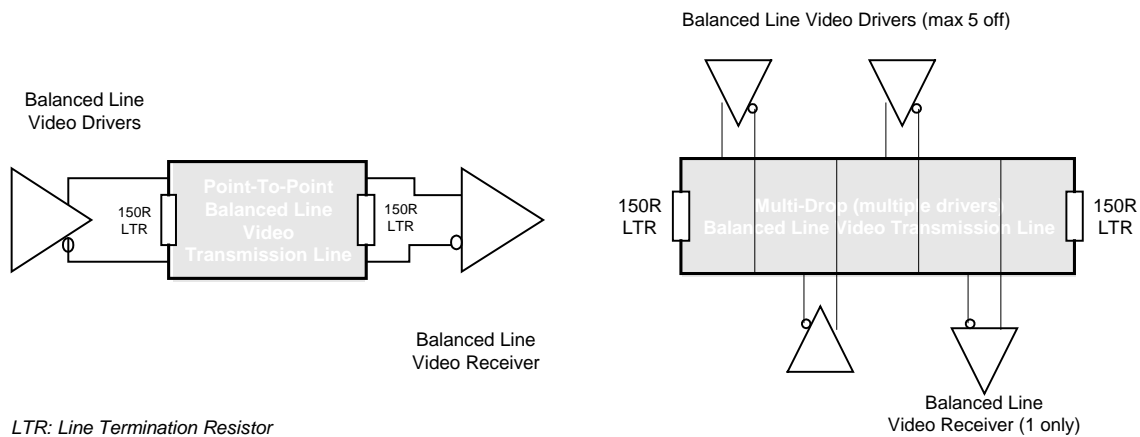 Balanced Line Video Drivers (max 5 off)
Balanced Line
Video Drivers
150R
LTR
Point-To-Point
Balanced Line
Video
Transmission Line
150R
LTR
Balanced Line
Video Receiver
150R
LTR
Multi-Drop (multiple drivers)
Balanced Line Video Transmission Line
150R
LTR
Balanced Line
Video Receiver (1 only)
LTR: Line Termination Resistor